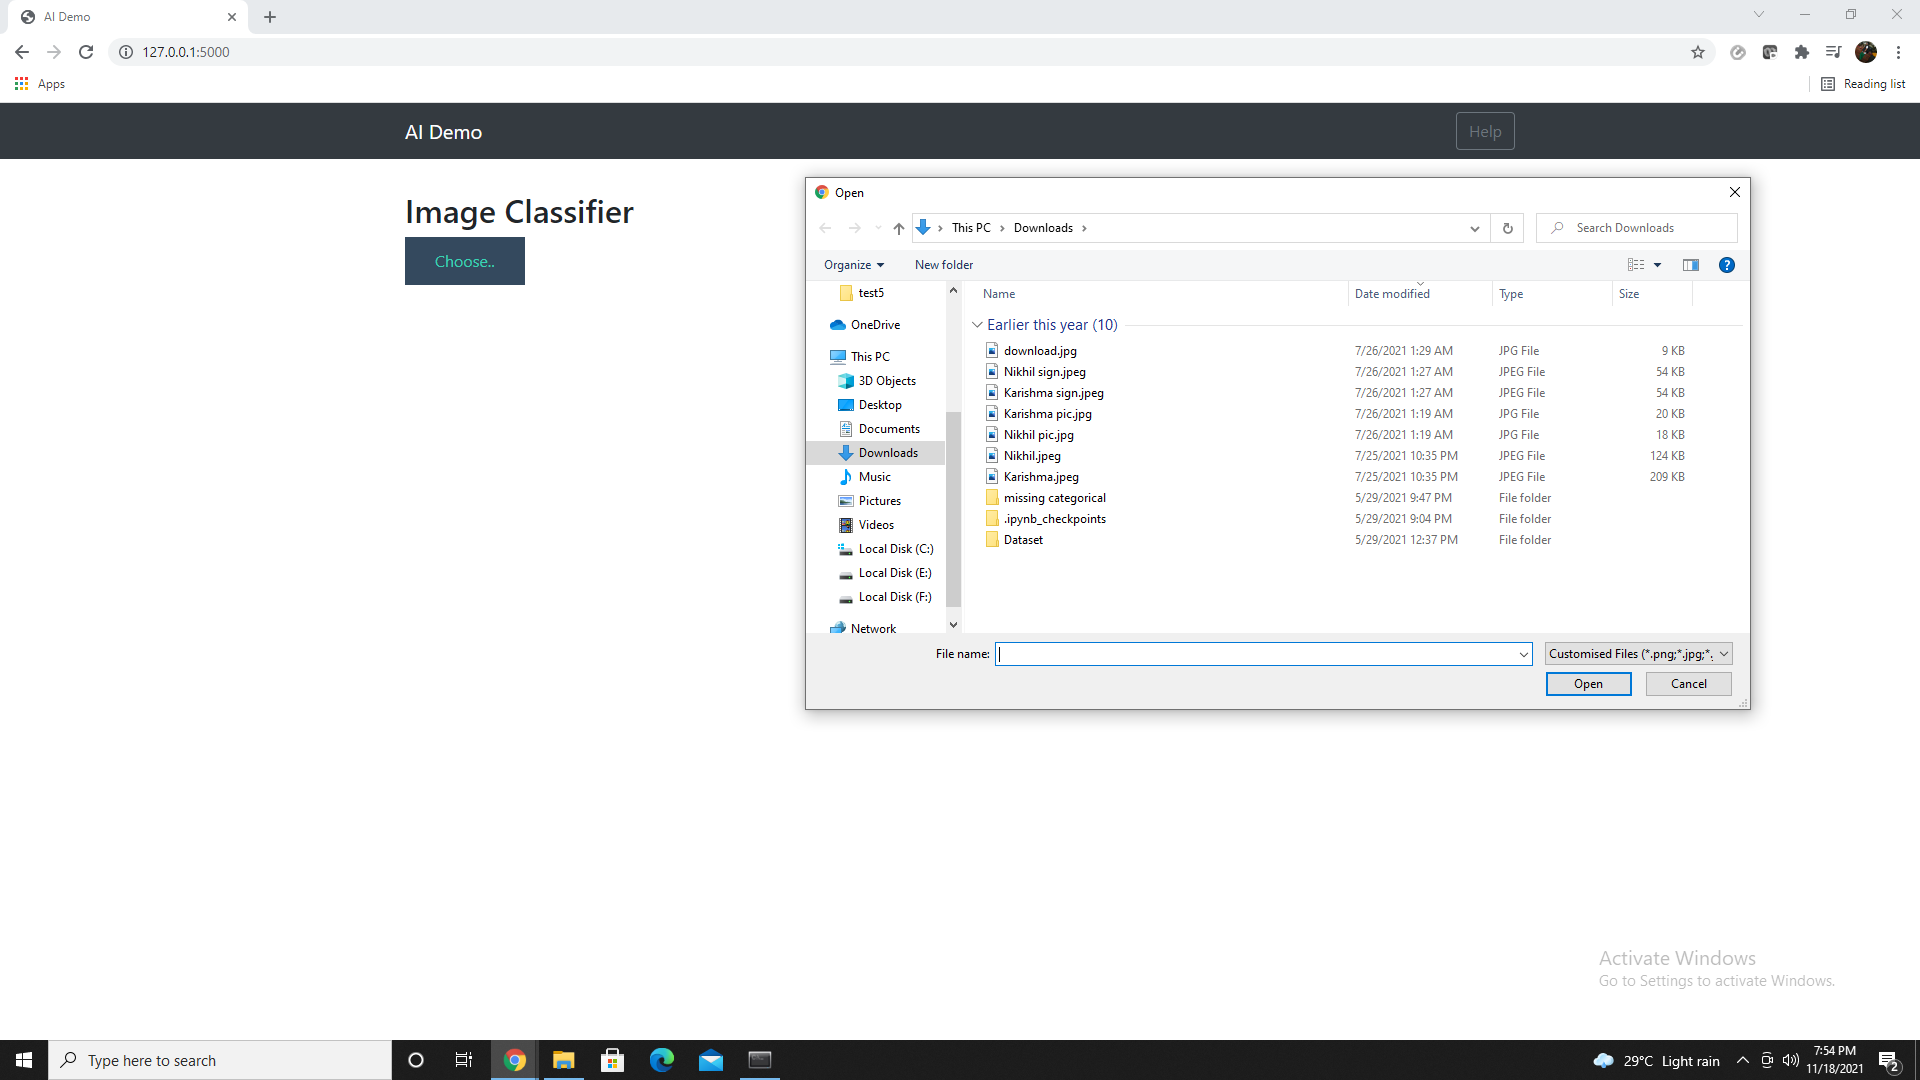 AI Demo
127.0.0.1:5000
Apps
Reading list
AI Demo
Help
Image Classifier
Choose..
Open
This PC
Downloads
Search Downloads
Organize
New folder
Name
Date modified
Type
Size
test5
OneDrive
This PC
3D Objects
Desktop
Documents
Downloads
Music
Pictures
Videos
Local Disk (C:)
Local Disk (E:)
Local Disk (F:)
Network
Earlier this year (10)
download.jpg 7/26/2021 1:29 AM JPG File 9 KB
Nikhil sign.jpeg 7/26/2021 1:27 AM JPEG File 54 KB
Karishma sign.jpeg 7/26/2021 1:27 AM JPEG File 54 KB
Karishma pic.jpg 7/26/2021 1:19 AM JPG File 20 KB
Nikhil pic.jpg 7/26/2021 1:19 AM JPG File 18 KB
Nikhil.jpeg 7/25/2021 10:35 PM JPEG File 124 KB
Karishma.jpeg 7/25/2021 10:35 PM JPEG File 209 KB
missing categorical 5/29/2021 9:47 PM File folder
.ipynb_checkpoints 5/29/2021 9:04 PM File folder
Dataset 5/29/2021 12:37 PM File folder
File name:
Customised Files (*.png;*.jpg;*.
Open
Cancel
Activate Windows
Go to Settings to activate Windows.
Type here to search
29°C Light rain
7:54 PM
11/18/2021
2